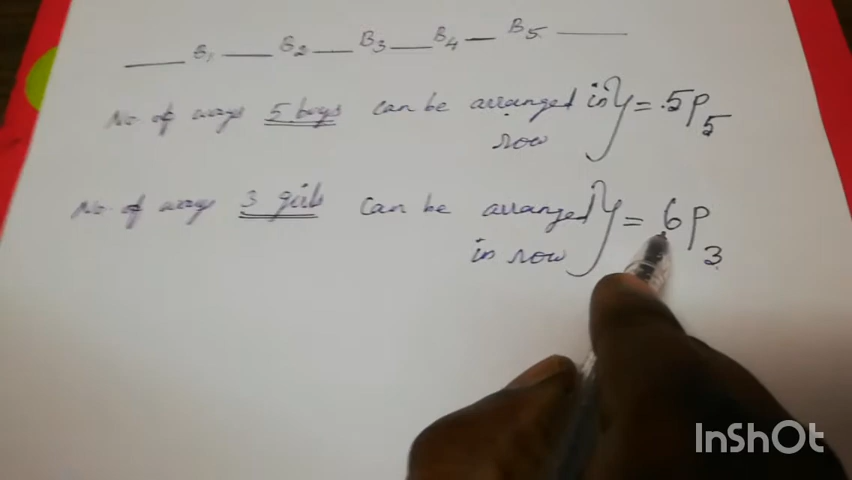 ___ B1 ___ B2 ___ B3 ___ B4 ___ B5 ___
No. of ways 5 boys can be arranged in row } = 5P5
No. of ways 3 girls can be arranged in row } = 6P3
InShOt